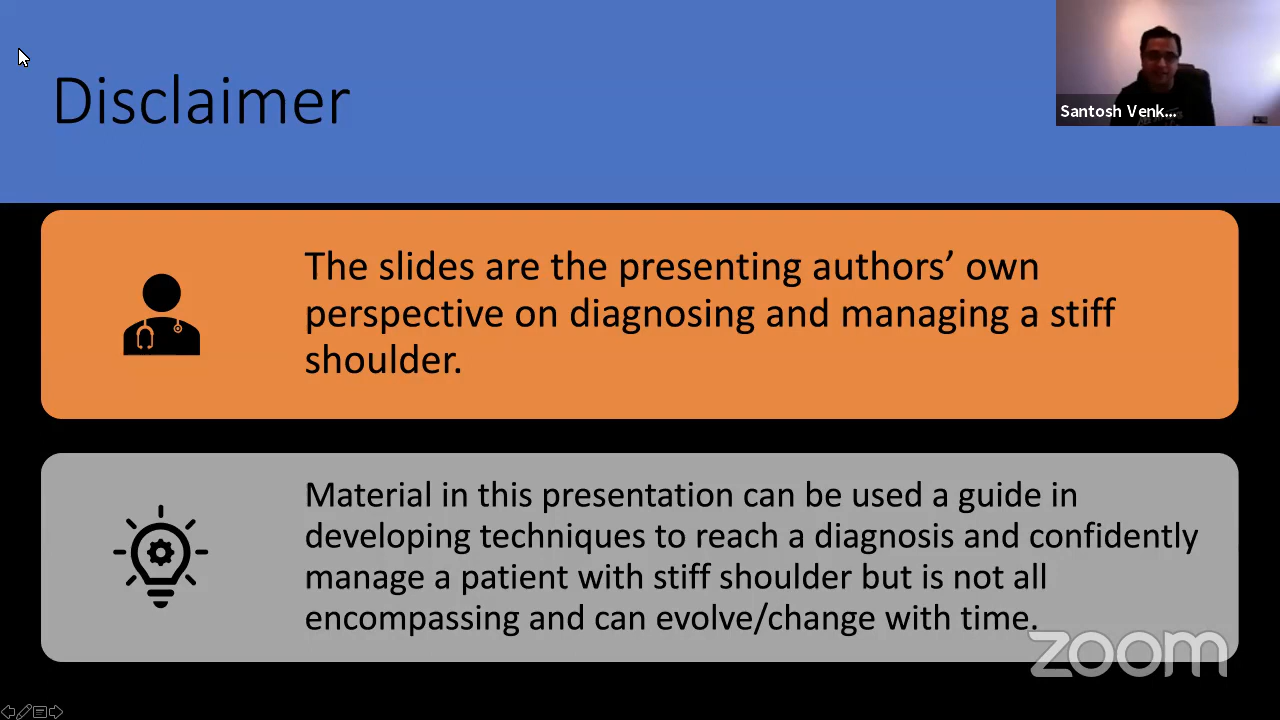 Disclaimer
Santosh Venk...
The slides are the presenting authors’ own
perspective on diagnosing and managing a stiff
shoulder.
Material in this presentation can be used a guide in
developing techniques to reach a diagnosis and confidently
manage a patient with stiff shoulder but is not all
encompassing and can evolve/change with time.
zoom